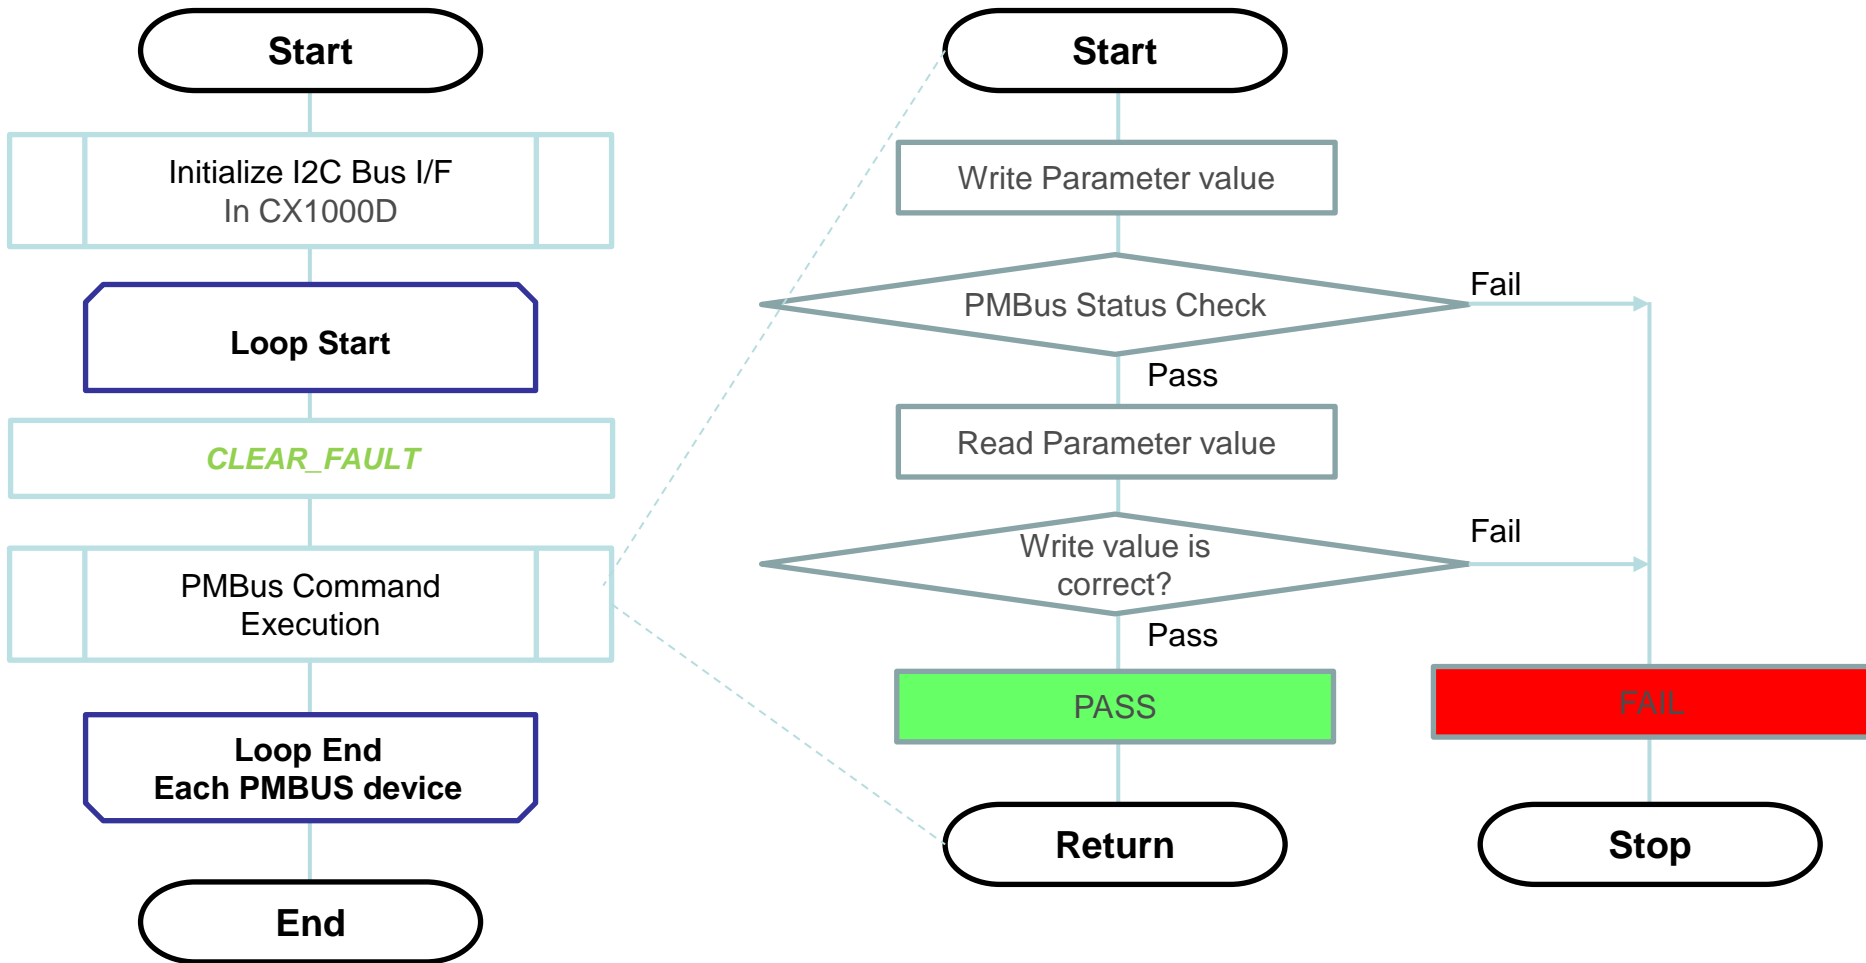 Start
Initialize I2C Bus I/F
In CX1000D
Loop Start
CLEAR_FAULT
PMBus Command
Execution
Loop End
Each PMBUS device
End
Start
Write Parameter value
PMBus Status Check
Fail
Pass
Read Parameter value
Write value is
correct?
Fail
Pass
PASS
FAIL
Return
Stop